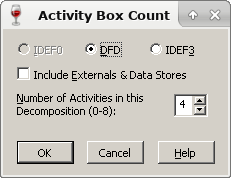 Activity Box Count
IDEF0 DFD IDEF3
Include Externals & Data Stores
Number of Activities in this
Decomposition (0-8): 4
OK Cancel Help